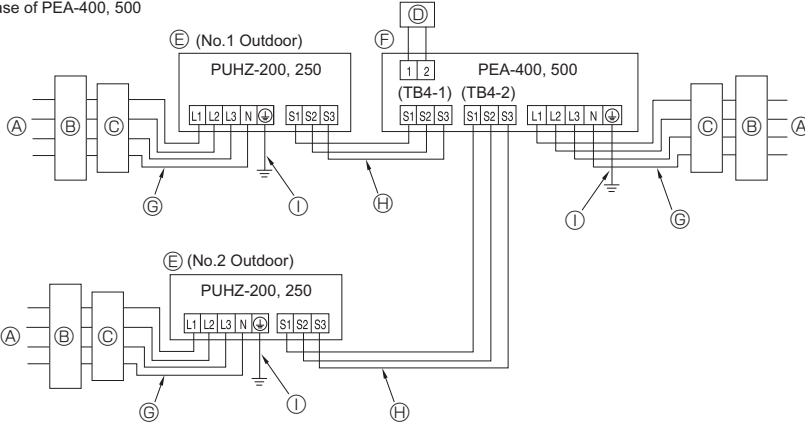 ase of PEA-400, 500
Ⓓ
Ⓔ (No.1 Outdoor)
Ⓕ
PUHZ-200, 250
1 2
PEA-400, 500
(TB4-1) (TB4-2)
L1 L2 L3 N S1 S2 S3
S1 S2 S3 S1 S2 S3 L1 L2 L3 N
Ⓐ Ⓑ Ⓒ
Ⓒ Ⓑ Ⓐ
Ⓖ Ⓘ Ⓗ Ⓘ Ⓖ
Ⓔ (No.2 Outdoor)
PUHZ-200, 250
L1 L2 L3 N S1 S2 S3
Ⓐ Ⓑ Ⓒ
Ⓖ Ⓘ Ⓗ